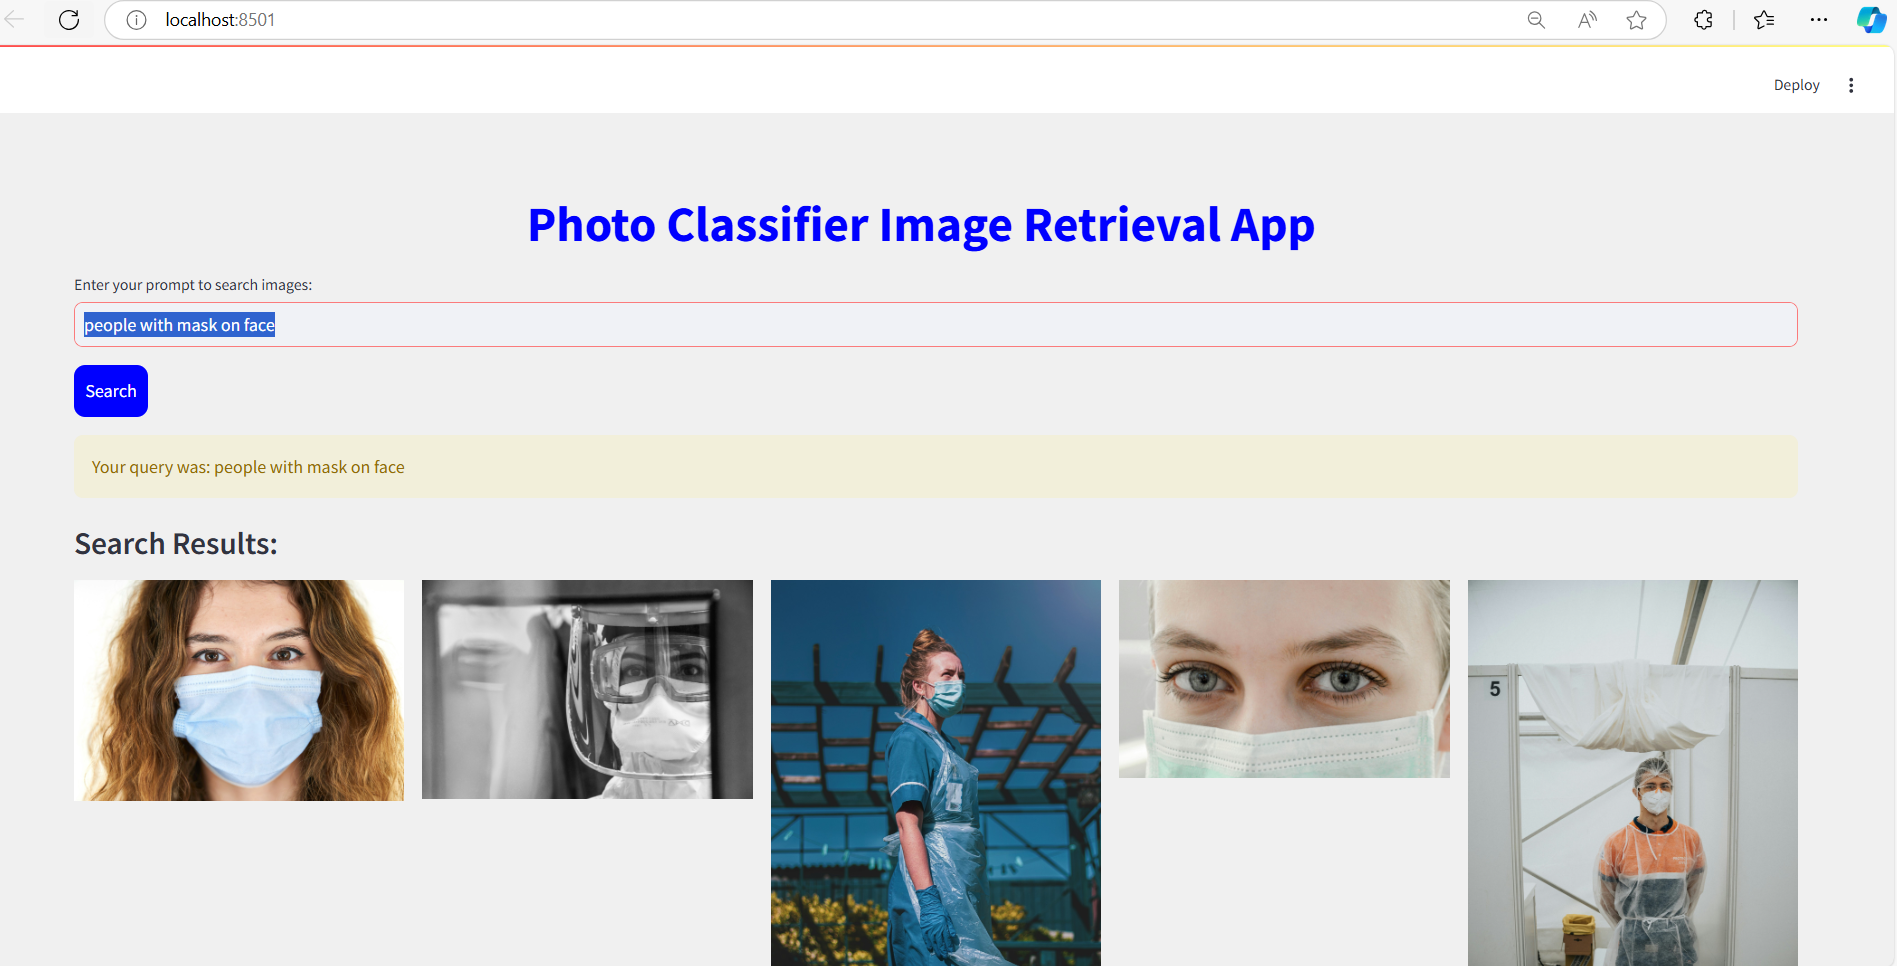 localhost:8501
Deploy
Photo Classifier Image Retrieval App
Enter your prompt to search images:
people with mask on face
Search
Your query was: people with mask on face
Search Results:
5